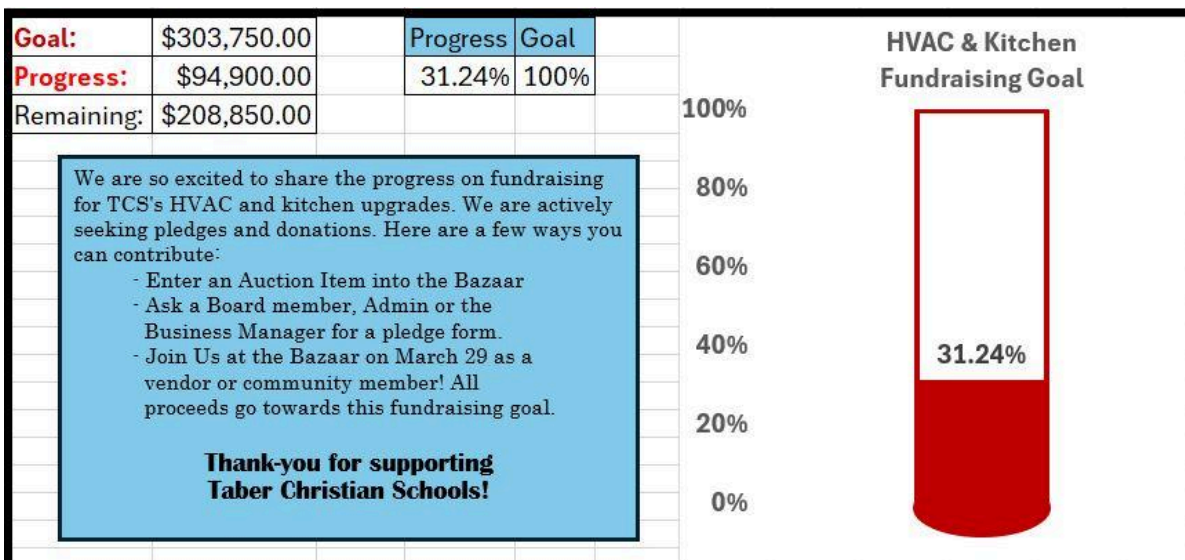 Goal: $303,750.00
Progress: $94,900.00
Remaining: $208,850.00
Progress Goal
31.24% 100%
We are so excited to share the progress on fundraising
for TCS's HVAC and kitchen upgrades. We are actively
seeking pledges and donations. Here are a few ways you
can contribute:
- Enter an Auction Item into the Bazaar
- Ask a Board member, Admin or the
Business Manager for a pledge form.
- Join Us at the Bazaar on March 29 as a
vendor or community member! All
proceeds go towards this fundraising goal.
Thank-you for supporting
Taber Christian Schools!
HVAC & Kitchen
Fundraising Goal
100%
80%
60%
40%
20%
0%
31.24%